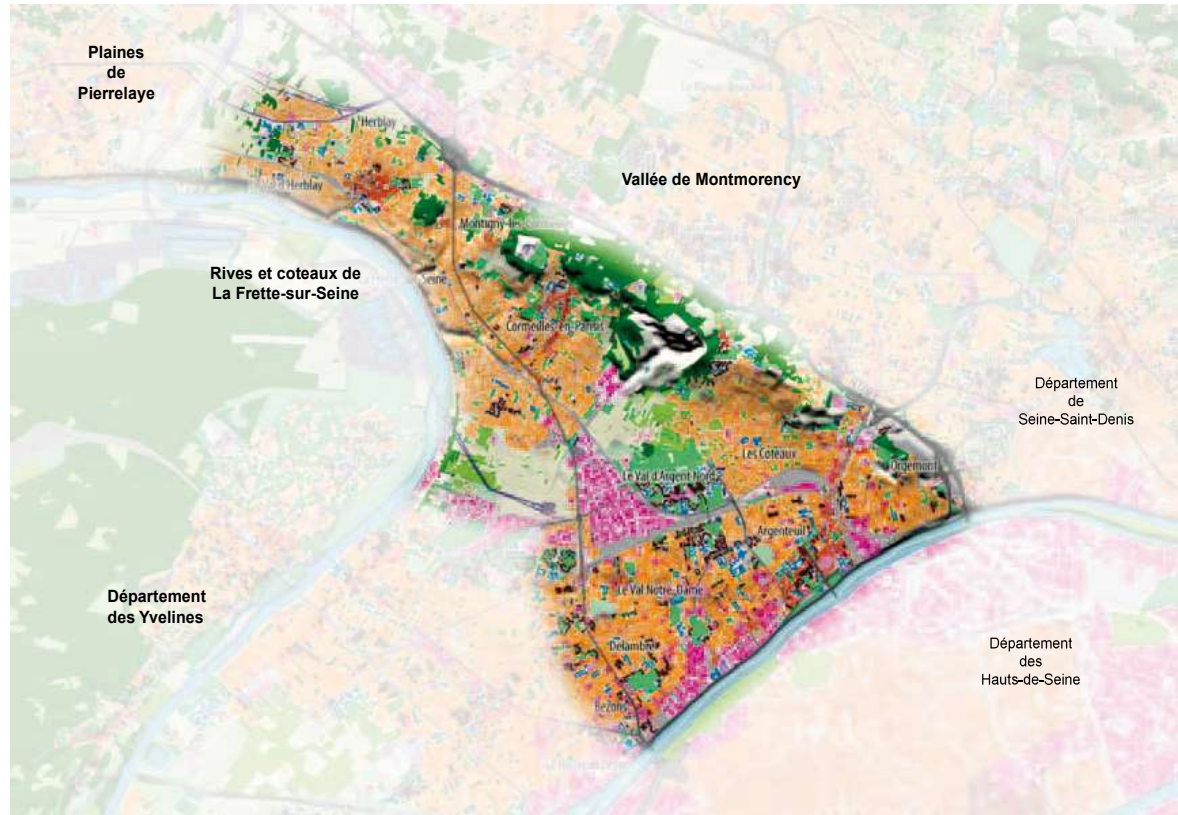 Plaines
de
Pierrelaye
Herblay
d'Herblay
Vallée de Montmorency
Montigny-lès-
Rives et coteaux de
La Frette-sur-Seine
Seine
Cormeilles-en-Parisis
Département
de
Seine-Saint-Denis
Les Coteaux
Orgemont
Le Val d'Argent Nord
Argenteuil
Département
des Yvelines
Le Val Notre-Dame
Delambre
Département
des
Hauts-de-Seine
Bezons